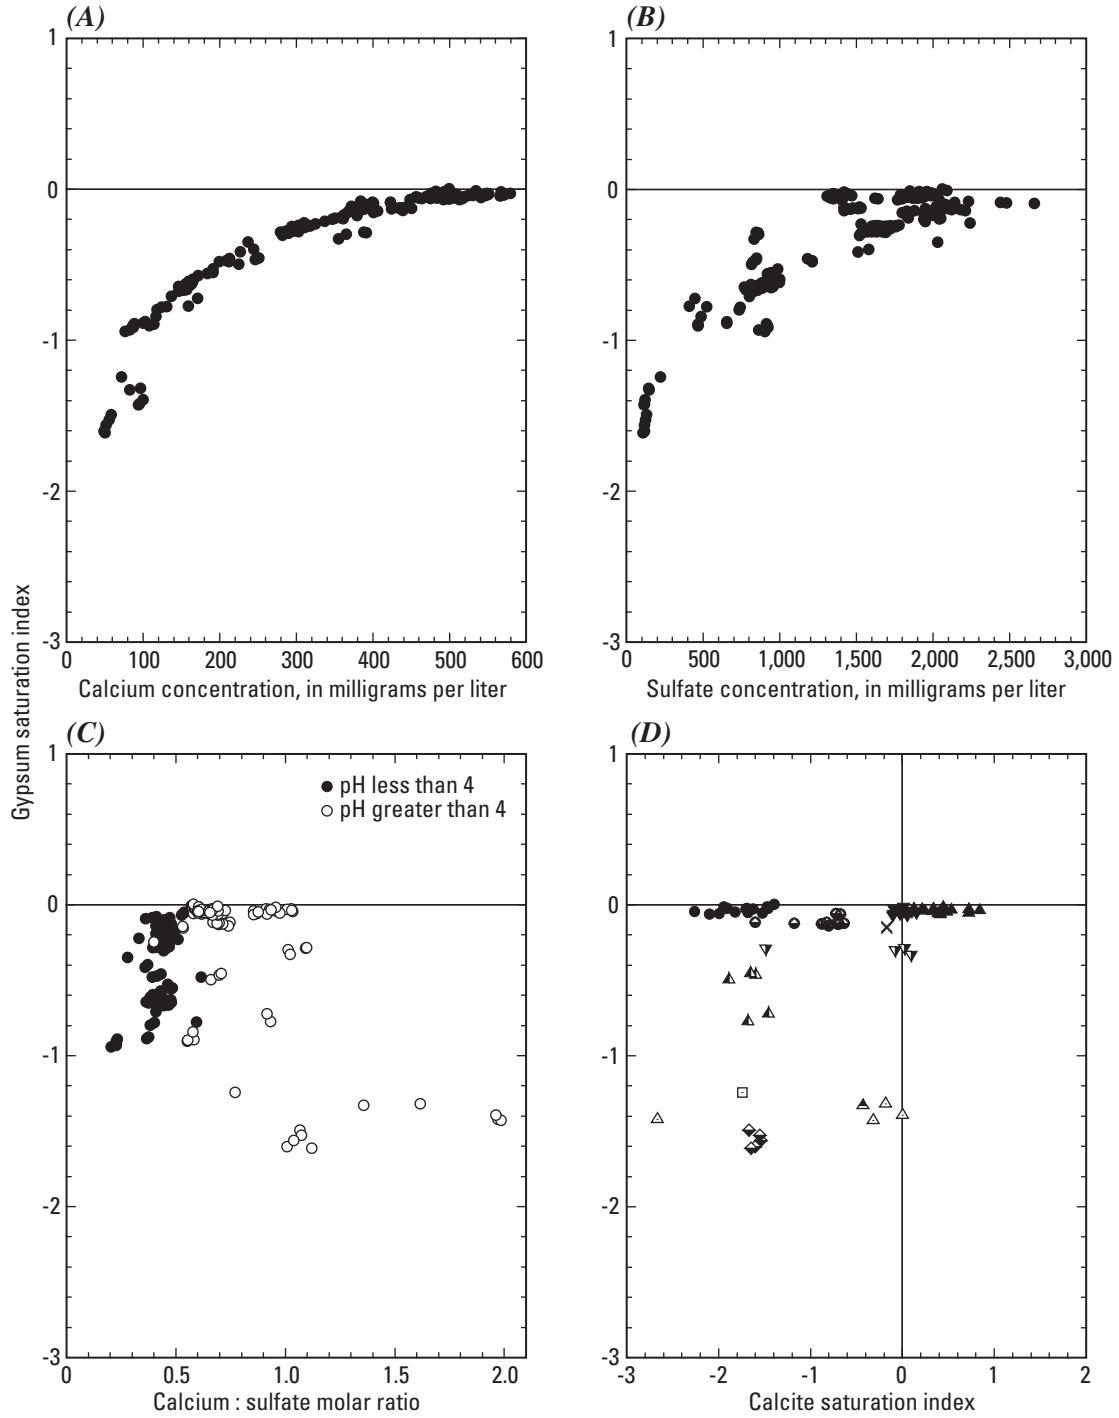 (A)
(B)
1
0
-1
-2
-3
0 100 200 300 400 500 600
Calcium concentration, in milligrams per liter
1
0
-1
-2
-3
0 500 1,000 1,500 2,000 2,500 3,000
Sulfate concentration, in milligrams per liter
Gypsum saturation index
(C)
(D)
1
0
-1
-2
-3
pH less than 4
pH greater than 4
0.0 0.5 1.0 1.5 2.0
Calcium : sulfate molar ratio
1
0
-1
-2
-3
-3 -2 -1 0 1 2
Calcite saturation index